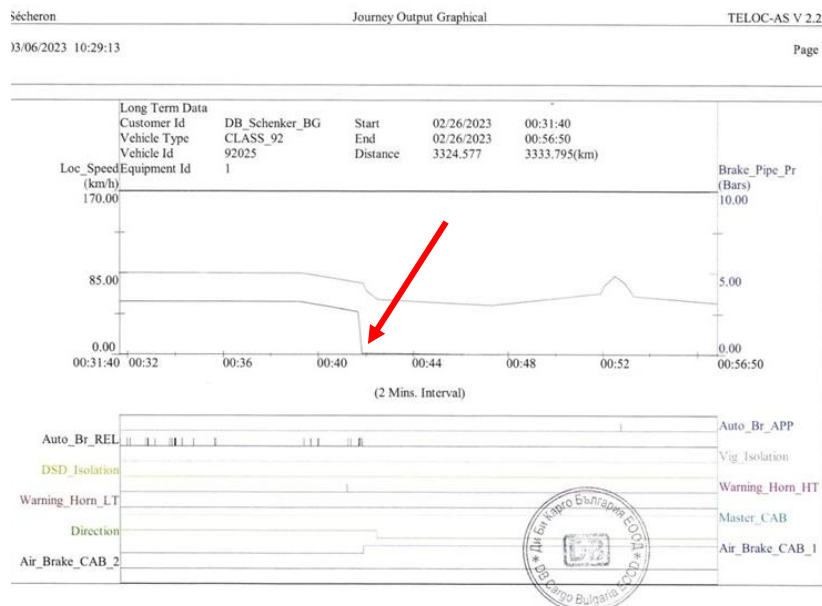 Sécheron Journey Output Graphical TELOC-AS V 2.2
03/06/2023 10:29:13 Page
Long Term Data
Customer Id DB_Schenker_BG Start 02/26/2023 00:31:40
Vehicle Type CLASS_92 End 02/26/2023 00:56:50
Vehicle Id 92025 Distance 3324.577 3333.795(km)
Loc_Speed Equipment Id 1 Brake_Pipe_Pr
(km/h) (Bars)
170.00 10.00
85.00 5.00
0.00 0.00
00:31:40 00:32 00:36 00:40 00:44 00:48 00:52 00:56:50
(2 Mins. Interval)
Auto_Br_APP
Auto_Br_REL
Vig_Isolation
DSD_Isolation
Warning_Horn_HT
Warning_Horn_LT
Master_CAB
Direction
Air_Brake_CAB_1
Air_Brake_CAB_2
Ди Би Карго България ЕООД
DB
DB Cargo Bulgaria EOOD